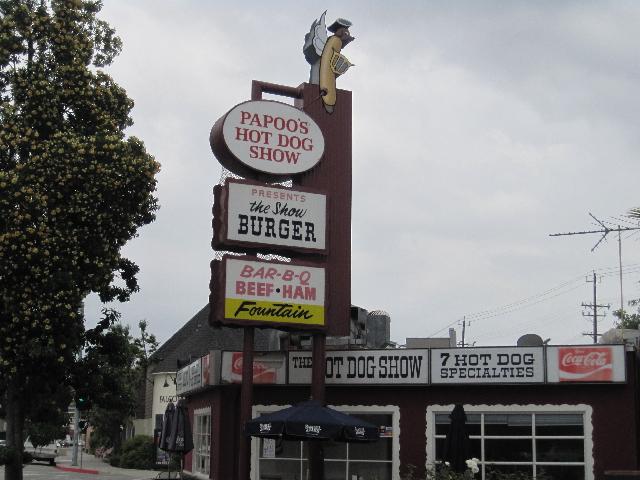 PAPOO'S
HOT DOG
SHOW
PRESENTS
the Show
BURGER
BAR-B-Q
BEEF•HAM
Fountain
THE HOT DOG SHOW
7 HOT DOG
SPECIALTIES
Coca-Cola